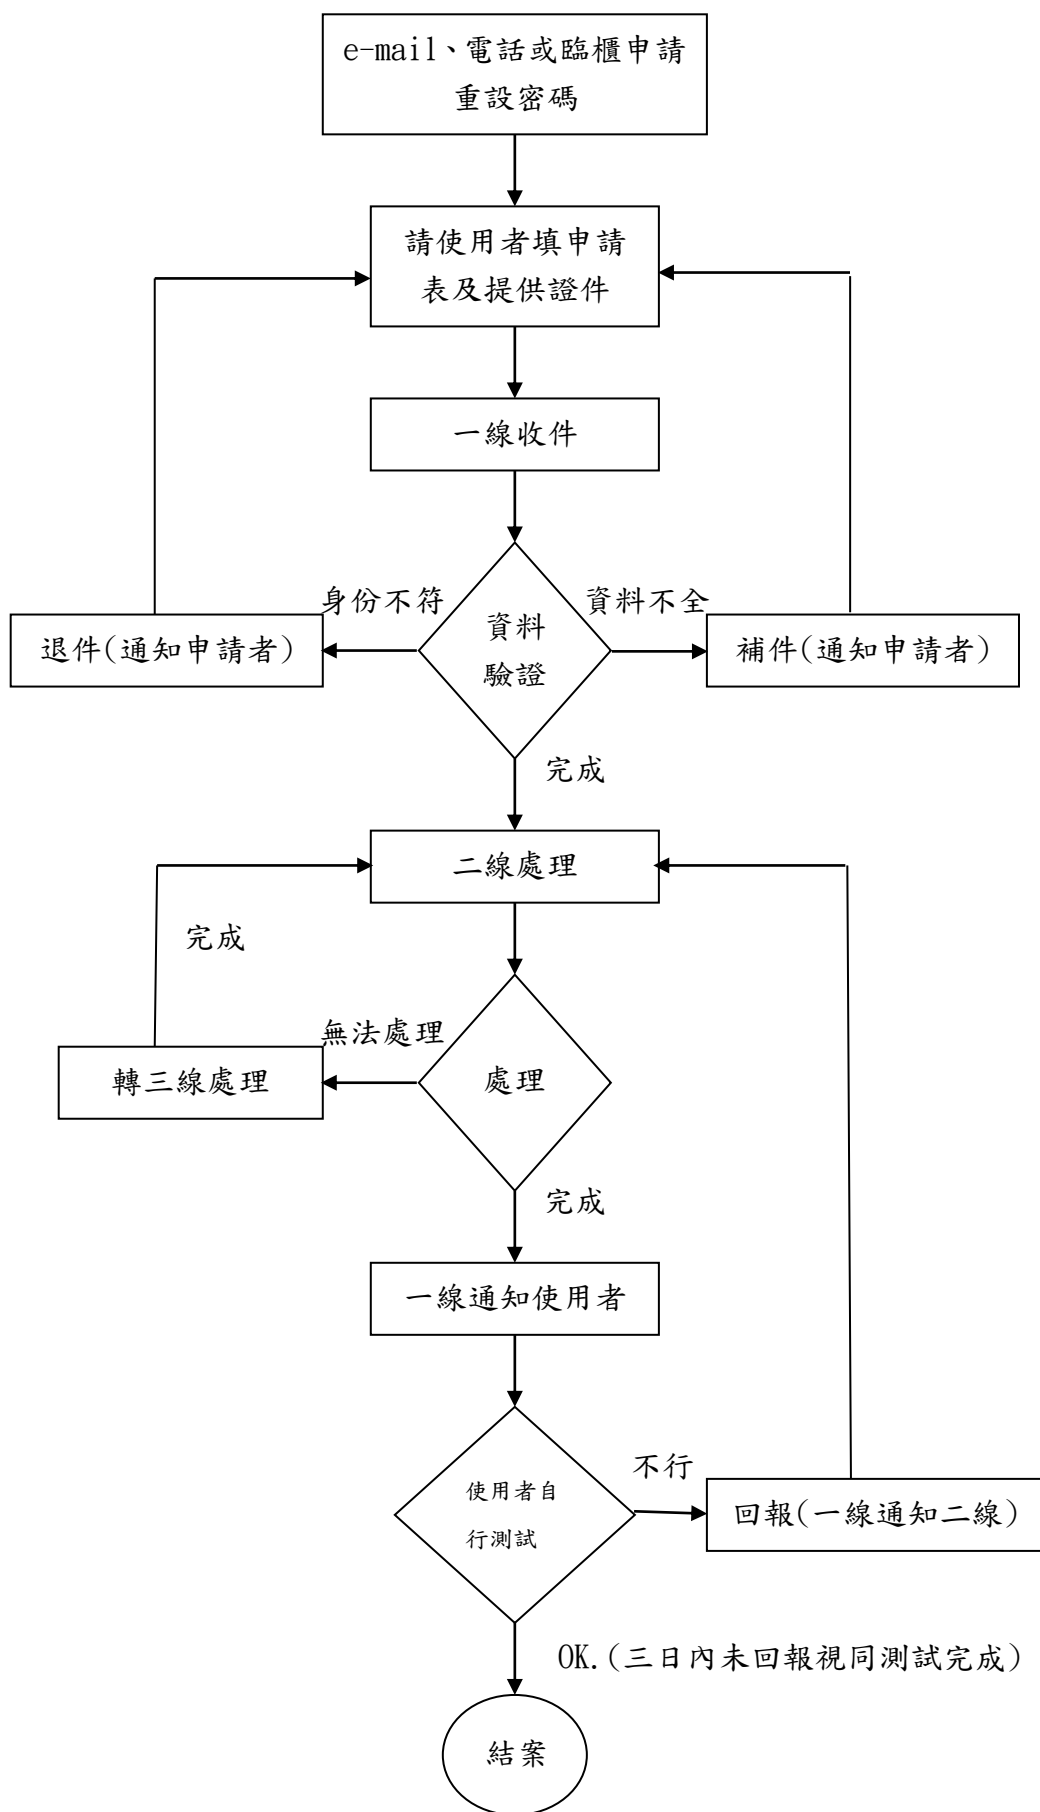 e-mail、電話或臨櫃申請
重設密碼
請使用者填申請
表及提供證件
一線收件
身份不符
資料不全
退件(通知申請者)
資料
驗證
補件(通知申請者)
完成
二線處理
完成
無法處理
轉三線處理
處理
完成
一線通知使用者
不行
使用者自
行測試
回報(一線通知二線)
OK.(三日內未回報視同測試完成)
結案